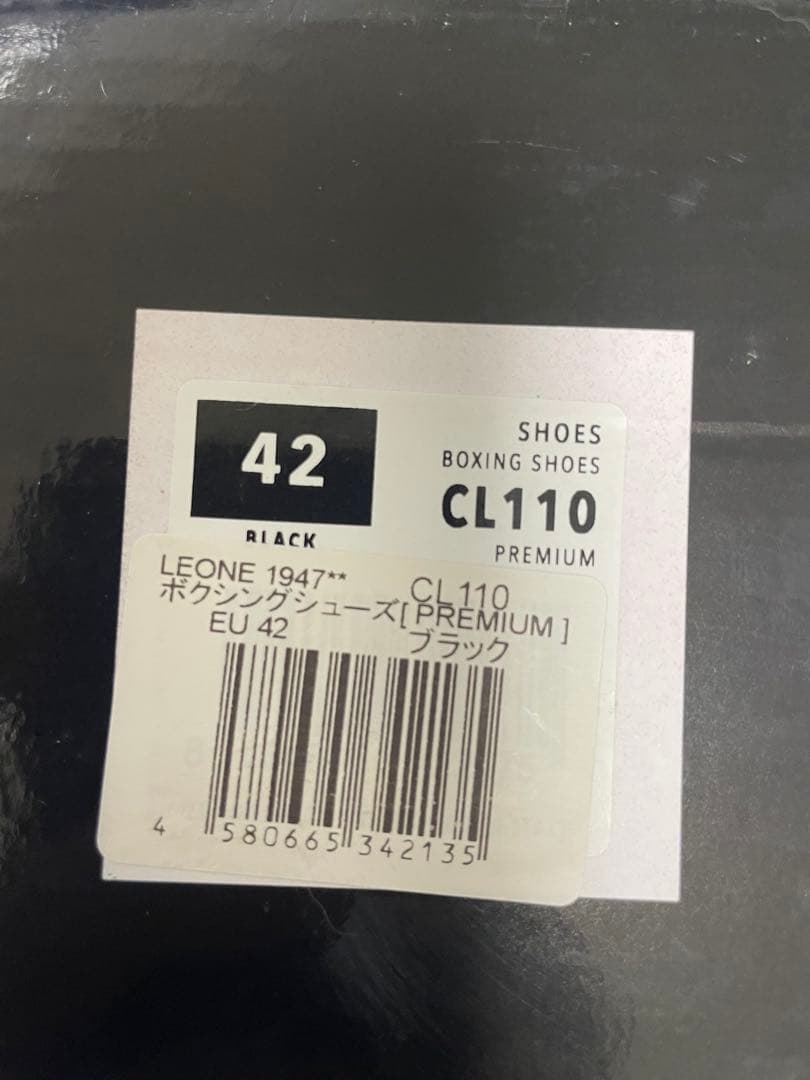 42
BLACK
SHOES
BOXING SHOES
CL110
PREMIUM
LEONE 1947** CL110
ボクシングシューズ[ PREMIUM ]
EU 42 ブラック
4 580665 342135